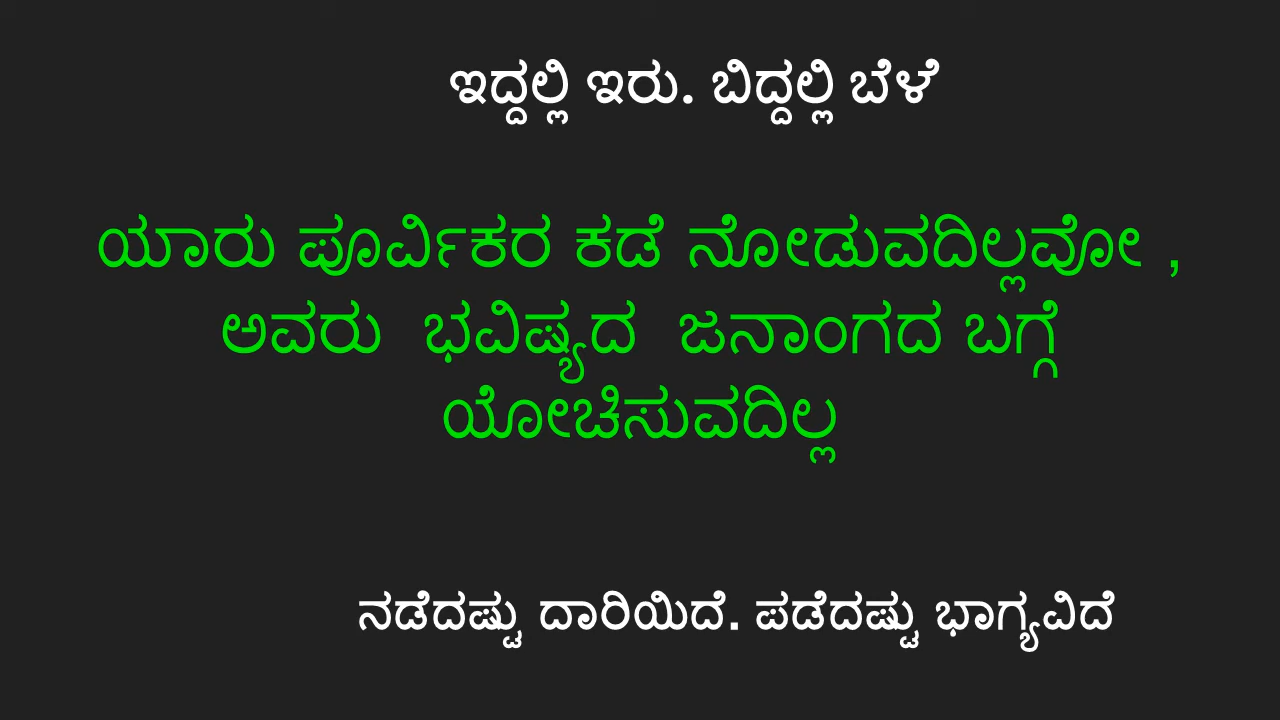 ಇದ್ದಲ್ಲಿ ಇರು. ಬಿದ್ದಲ್ಲಿ ಬೆಳೆ
ಯಾರು ಪೂರ್ವಿಕರ ಕಡೆ ನೋಡುವದಿಲ್ಲವೋ ,
ಅವರು ಭವಿಷ್ಯದ ಜನಾಂಗದ ಬಗ್ಗೆ
ಯೋಚಿಸುವದಿಲ್ಲ
ನಡೆದಷ್ಟು ದಾರಿಯಿದೆ. ಪಡೆದಷ್ಟು ಭಾಗ್ಯವಿದೆ